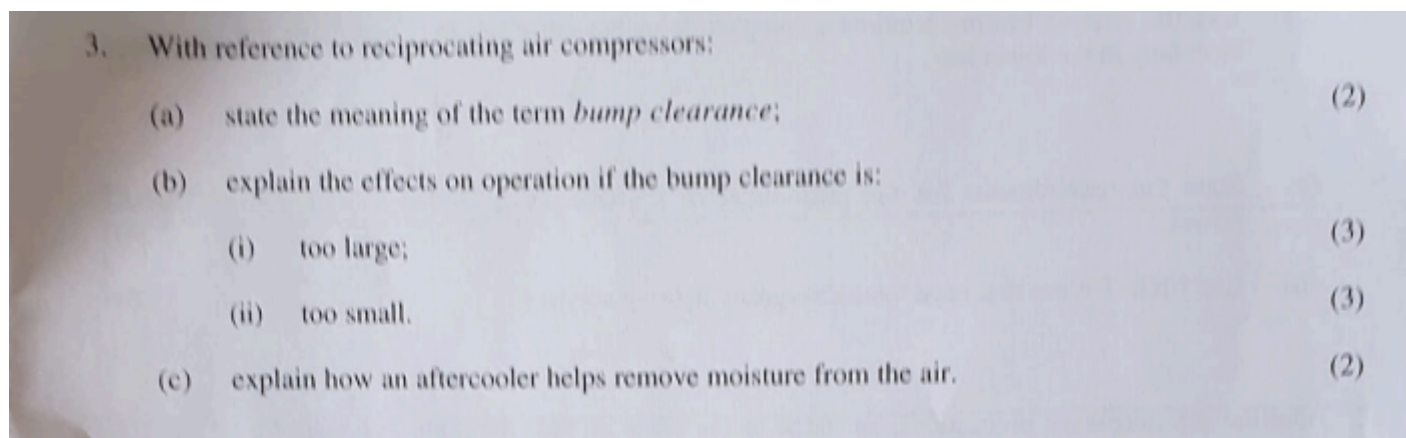 3. With reference to reciprocating air compressors:
(a) state the meaning of the term bump clearance; (2)
(b) explain the effects on operation if the bump clearance is:
(i) too large; (3)
(ii) too small. (3)
(c) explain how an aftercooler helps remove moisture from the air. (2)